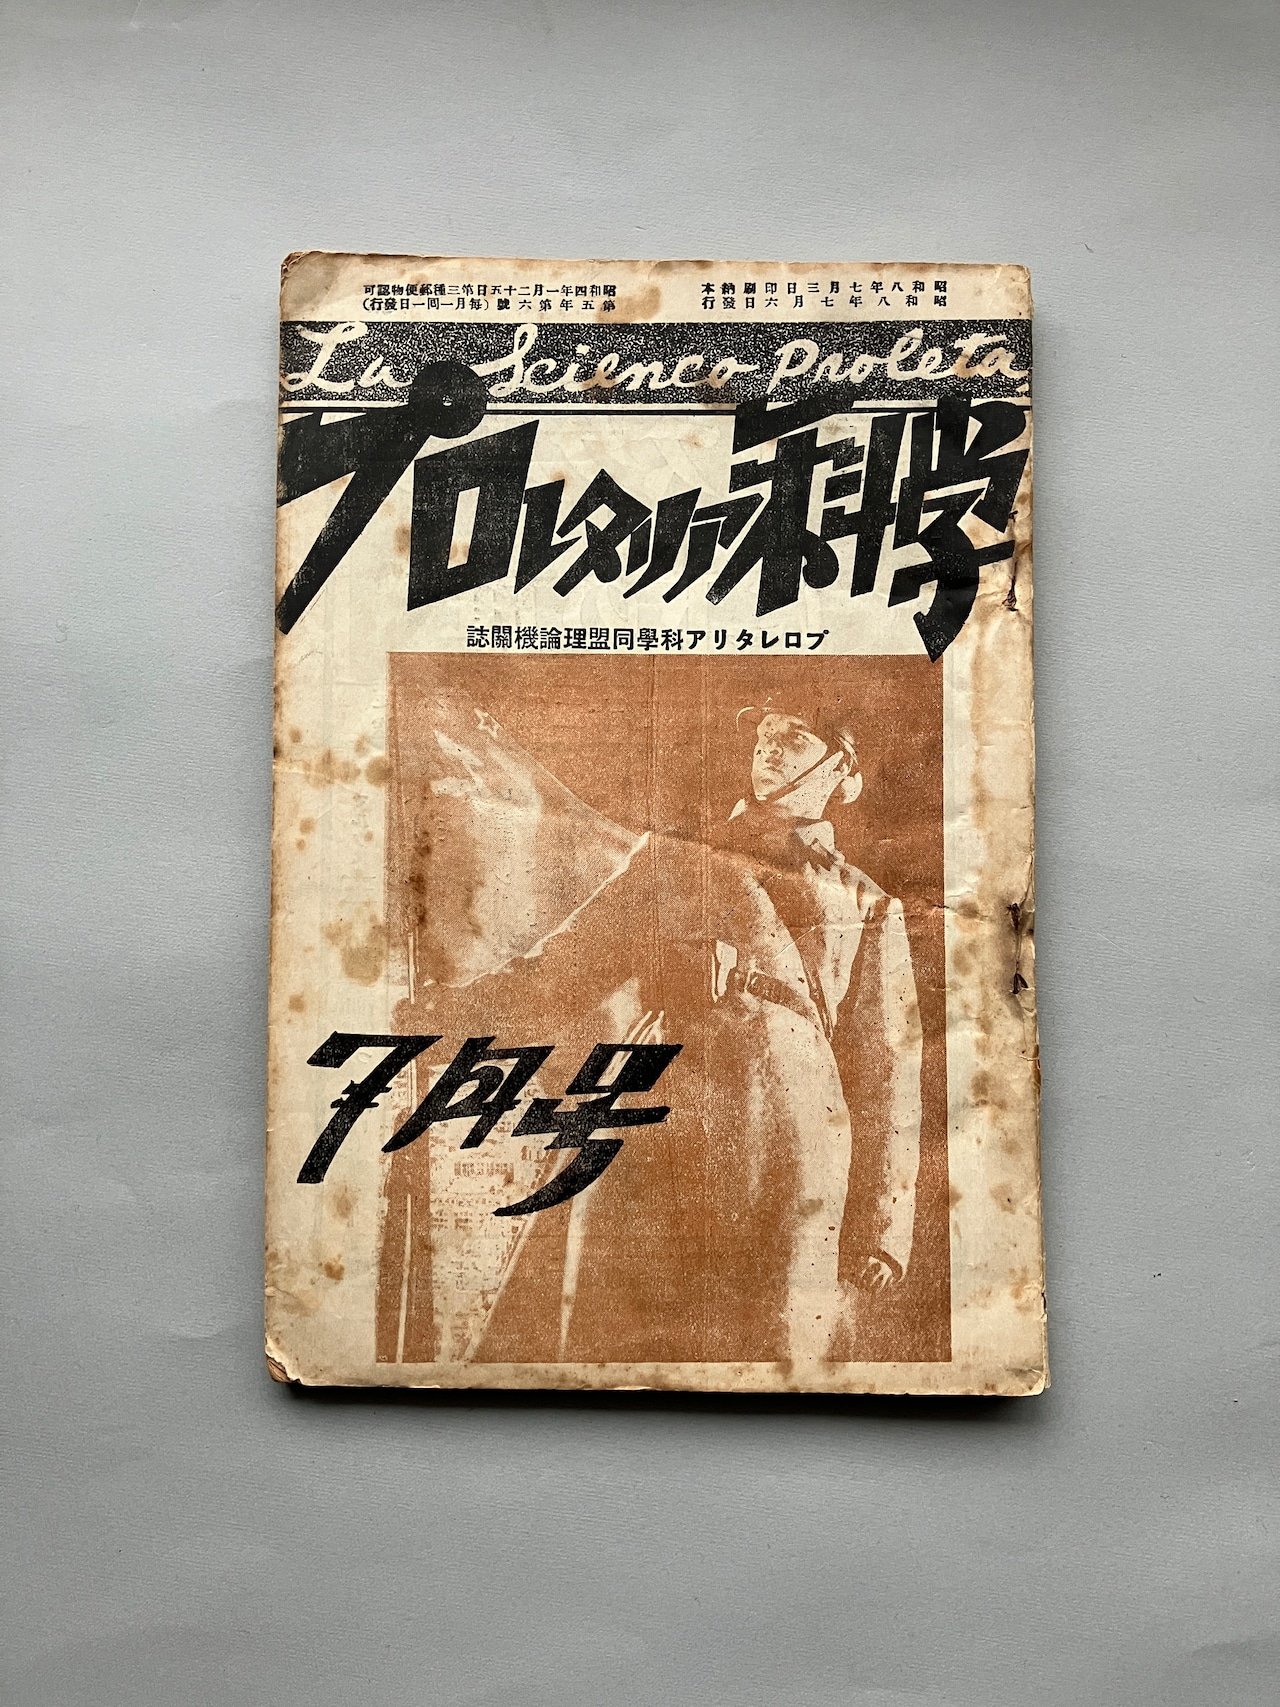 昭和八年七月三日印刷納本
昭和八年七月六日發行
昭和四年一月二十五日第三種郵便物認可
第五年第六號(每月一回一日發行)
La Scienco Proleta
プロレタリア科学
プロレタリア科學同盟理論機關誌
7月号